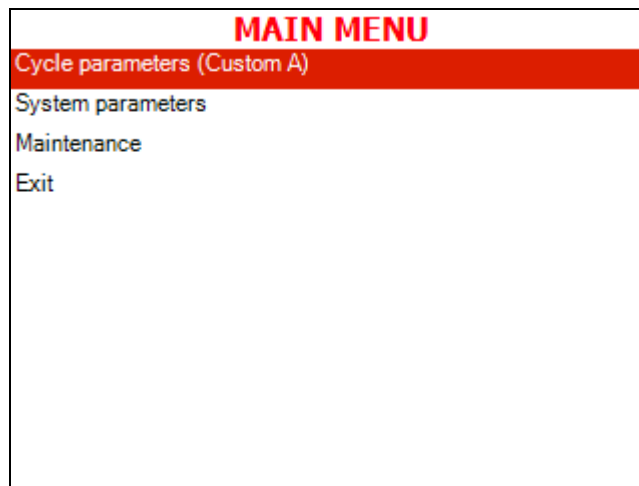 MAIN MENU
Cycle parameters (Custom A)
System parameters
Maintenance
Exit